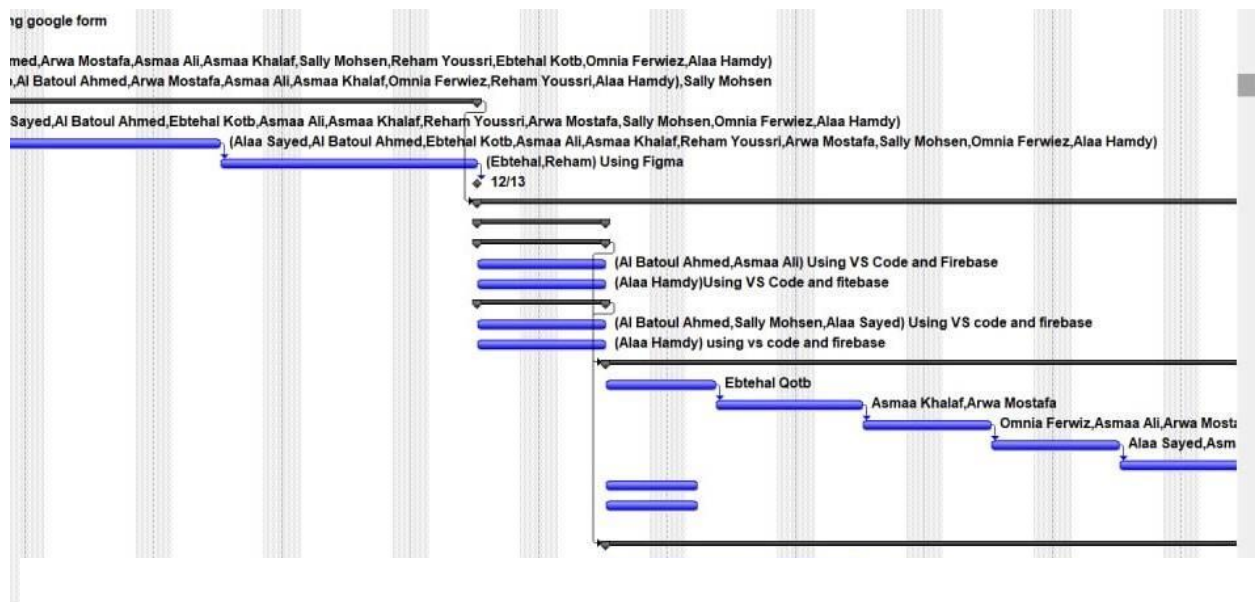 ng google form
med,Arwa Mostafa,Asmaa Ali,Asmaa Khalaf,Sally Mohsen,Reham Youssri,Ebtehal Kotb,Omnia Ferwiez,Alaa Hamdy)
,Al Batoul Ahmed,Arwa Mostafa,Asmaa Ali,Asmaa Khalaf,Omnia Ferwiez,Reham Youssri,Alaa Hamdy),Sally Mohsen
Sayed,Al Batoul Ahmed,Ebtehal Kotb,Asmaa Ali,Asmaa Khalaf,Reham Youssri,Arwa Mostafa,Sally Mohsen,Omnia Ferwiez,Alaa Hamdy)
(Alaa Sayed,Al Batoul Ahmed,Ebtehal Kotb,Asmaa Ali,Asmaa Khalaf,Reham Youssri,Arwa Mostafa,Sally Mohsen,Omnia Ferwiez,Alaa Hamdy)
(Ebtehal,Reham) Using Figma
12/13
(Al Batoul Ahmed,Asmaa Ali) Using VS Code and Firebase
(Alaa Hamdy)Using VS Code and fitebase
(Al Batoul Ahmed,Sally Mohsen,Alaa Sayed) Using VS code and firebase
(Alaa Hamdy) using vs code and firebase
Ebtehal Qotb
Asmaa Khalaf,Arwa Mostafa
Omnia Ferwiz,Asmaa Ali,Arwa Mosta
Alaa Sayed,Asm